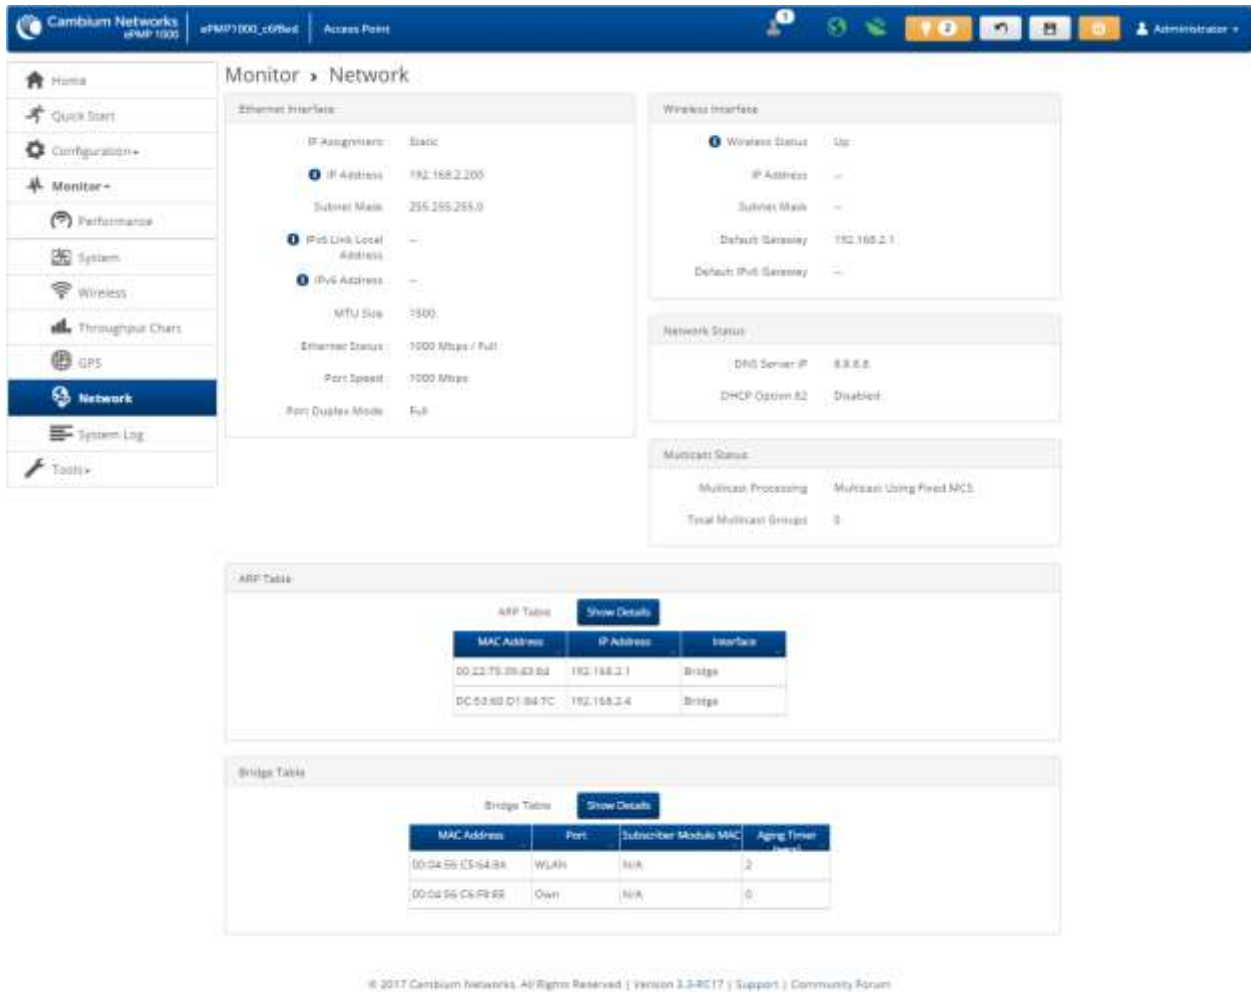 Cambium Networks
ePMP 1000
Access Point
1
2
Administrator
Home
Quick Start
Configuration
Monitor
Performance
System
Wireless
Throughput Chart
GPS
Network
System Log
Tools
Monitor › Network
Ethernet Interface
IP Assignment Static
IP Address 192.168.2.200
Subnet Mask 255.255.255.0
IPv6 Link Local Address --
IPv6 Address --
MTU Size 1500
Ethernet Status 1000 Mbps / Full
Port Speed 1000 Mbps
Port Duplex Mode Full
Wireless Interface
Wireless Status Up
IP Address --
Subnet Mask --
Default Gateway 192.168.2.1
Default IPv6 Gateway --
Network Status
DNS Server IP
DHCP Option 82 Disabled
Multicast Status
Multicast Processing Multicast Using Fixed MCS
Total Multicast Groups 0
ARP Table
ARP Table Show Details
MAC Address IP Address Interface
192.168.2.1 Bridge
192.168.2.4 Bridge
Bridge Table
Bridge Table Show Details
MAC Address Port Subscriber Module MAC Aging Timer
WLAN N/A 2
Own N/A 0
© 2017 Cambium Networks. All Rights Reserved | Version 3.3-RC17 | Support | Community Forum